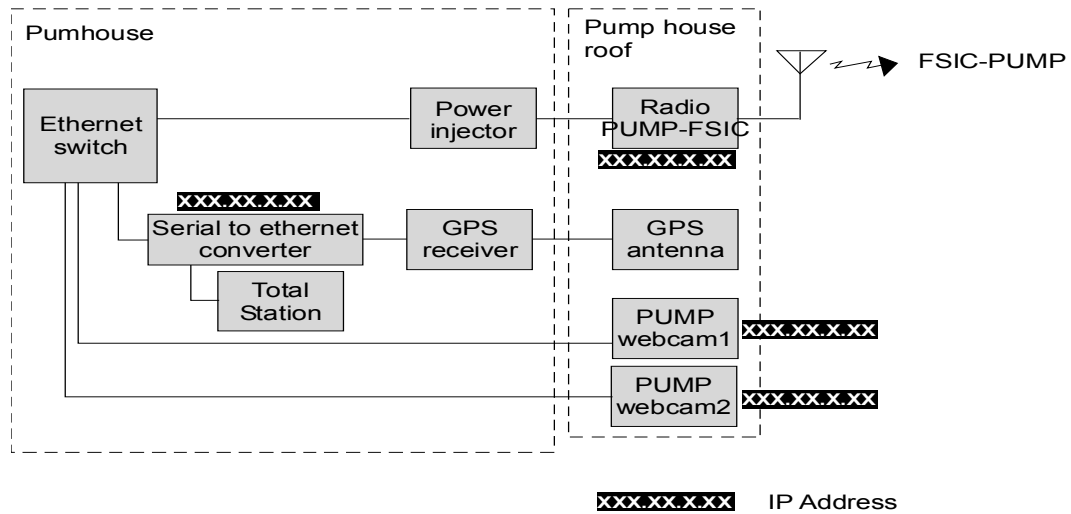 Pumhouse
Pump house
roof
FSIC-PUMP
Ethernet
switch
Power
injector
Radio
PUMP-FSIC
XXX.XX.X.XX
XXX.XX.X.XX
Serial to ethernet
converter
GPS
receiver
GPS
antenna
Total
Station
PUMP
webcam1
XXX.XX.X.XX
PUMP
webcam2
XXX.XX.X.XX
XXX.XX.X.XX IP Address